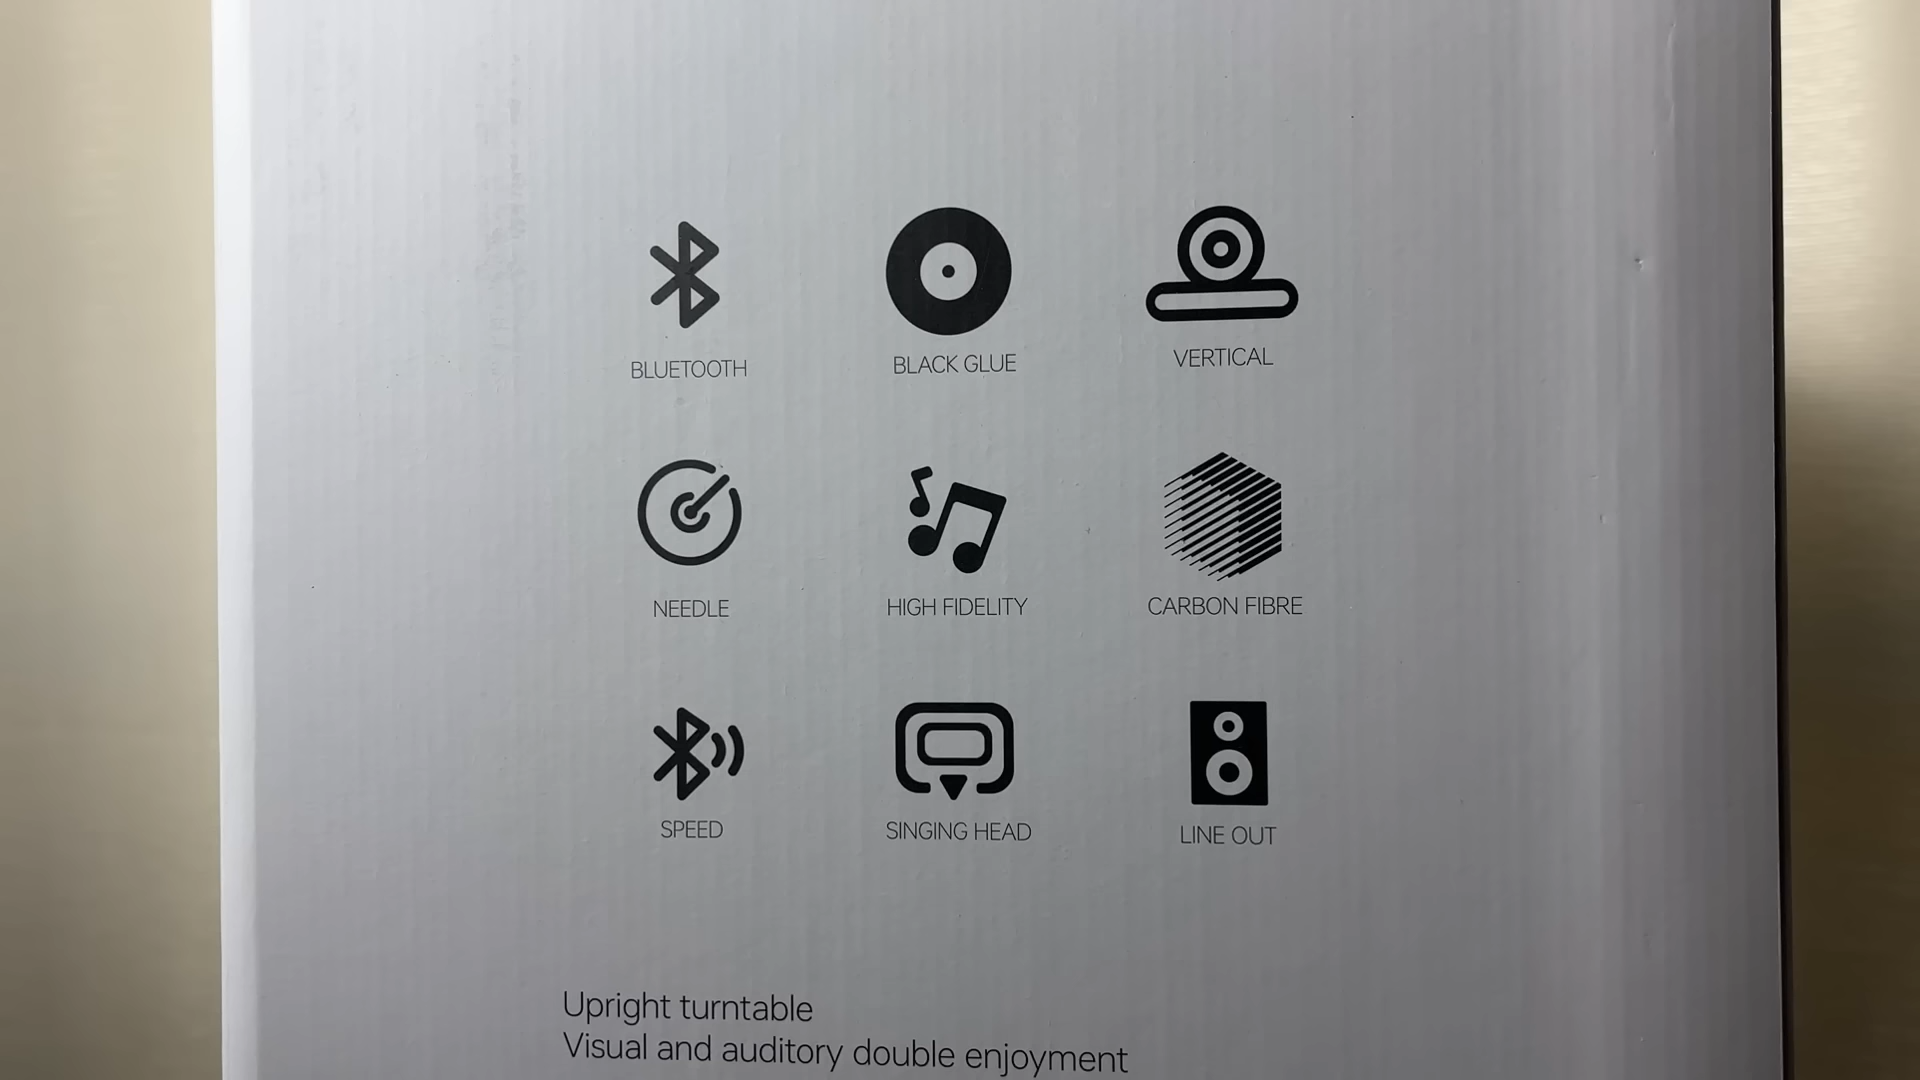 BLUETOOTH
BLACK GLUE
VERTICAL
NEEDLE
HIGH FIDELITY
CARBON FIBRE
SPEED
SINGING HEAD
LINE OUT
Upright turntable
Visual and auditory double enjoyment